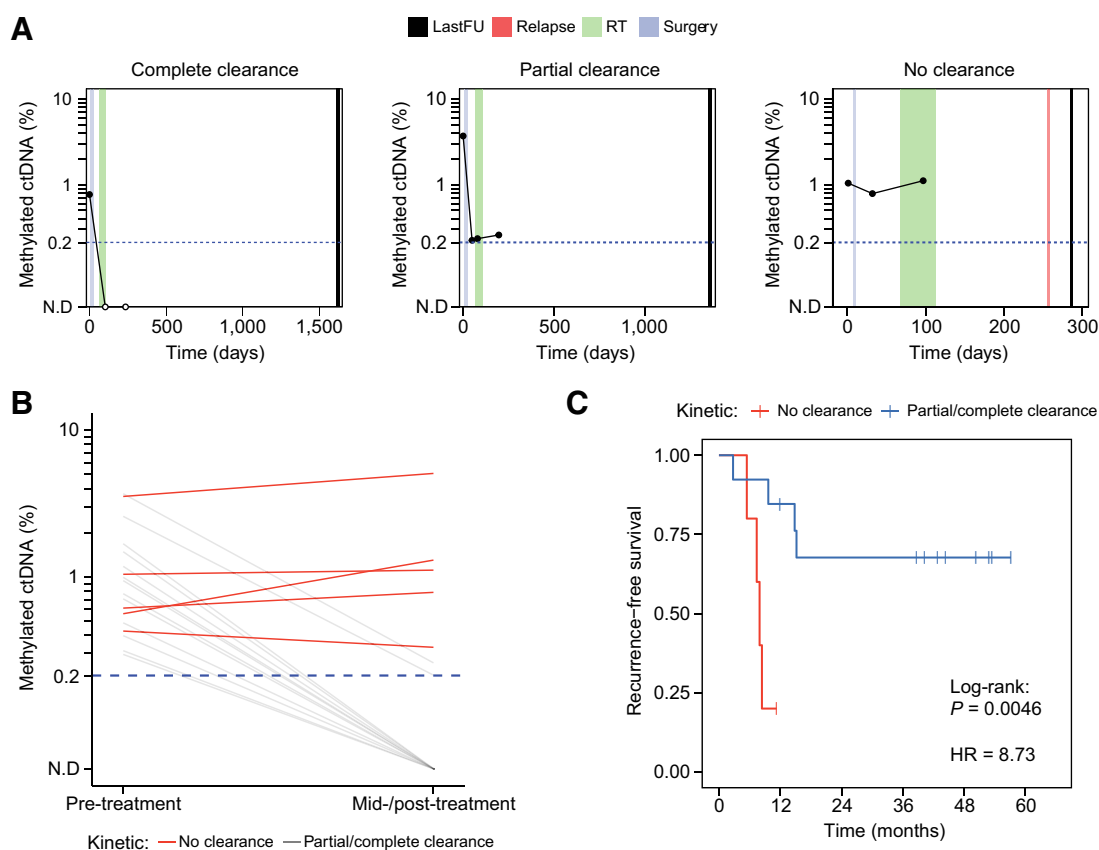 A
LastFU Relapse RT Surgery
Complete clearance
Methylated ctDNA (%)
10
1
0.2
N.D
0 500 1,000 1,500
Time (days)
Partial clearance
Methylated ctDNA (%)
10
1
0.2
N.D
0 500 1,000
Time (days)
No clearance
Methylated ctDNA (%)
10
1
0.2
N.D
0 100 200 300
Time (days)
B
Methylated ctDNA (%)
10
1
0.2
N.D
Pre-treatment Mid-/post-treatment
Kinetic: No clearance Partial/complete clearance
C
Kinetic: No clearance Partial/complete clearance
Recurrence−free survival
1.00
0.75
0.50
0.25
0.00
Log-rank:
P = 0.0046
HR = 8.73
0 12 24 36 48 60
Time (months)